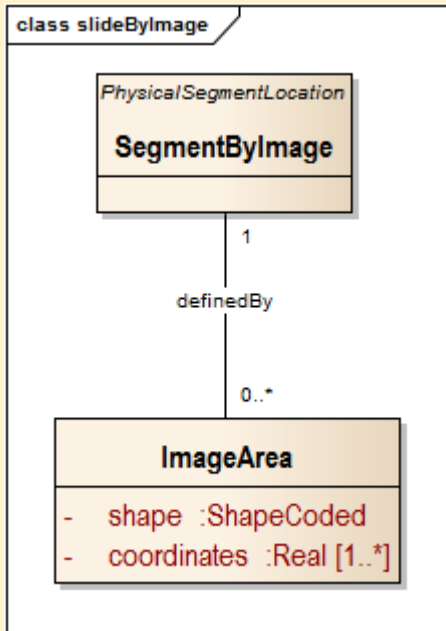 class slideByImage
PhysicalSegmentLocation
SegmentByImage
1
definedBy
0..*
ImageArea
- shape :ShapeCoded
- coordinates :Real [1..*]